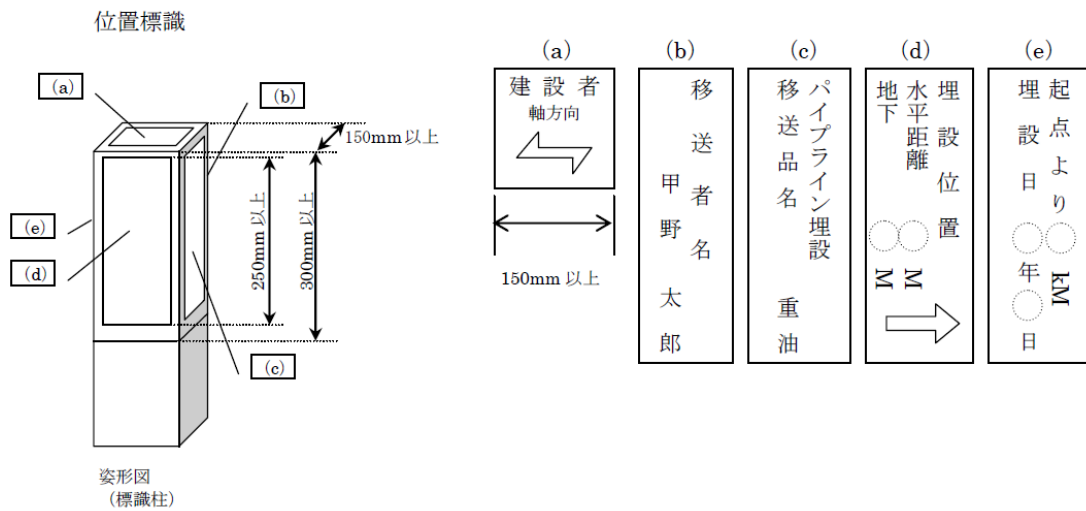 位置標識
(a)
(b)
(e)
(d)
(c)
150mm 以上
250mm 以上
300mm 以上
姿形図
(標識柱)
(a)
建設者
軸方向
150mm 以上
(b)
移送者名
甲野太郎
(c)
パイプライン埋設
移送品名 重油
(d)
埋設位置
水平距離 M
地下 M
(e)
起点より kM
埋設日 年 日